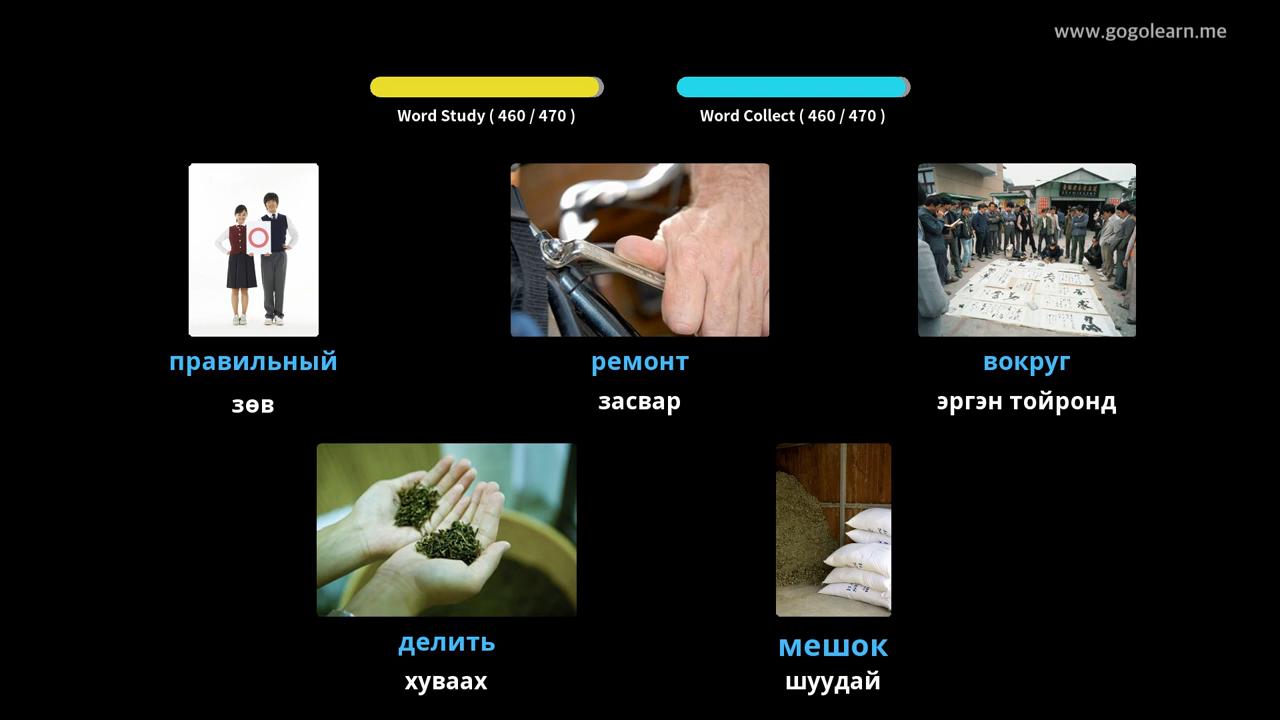 www.gogolearn.me
Word Study ( 460 / 470 )
Word Collect ( 460 / 470 )
правильный
зөв
ремонт
засвар
вокруг
эргэн тойронд
делить
хуваах
мешок
шуудай